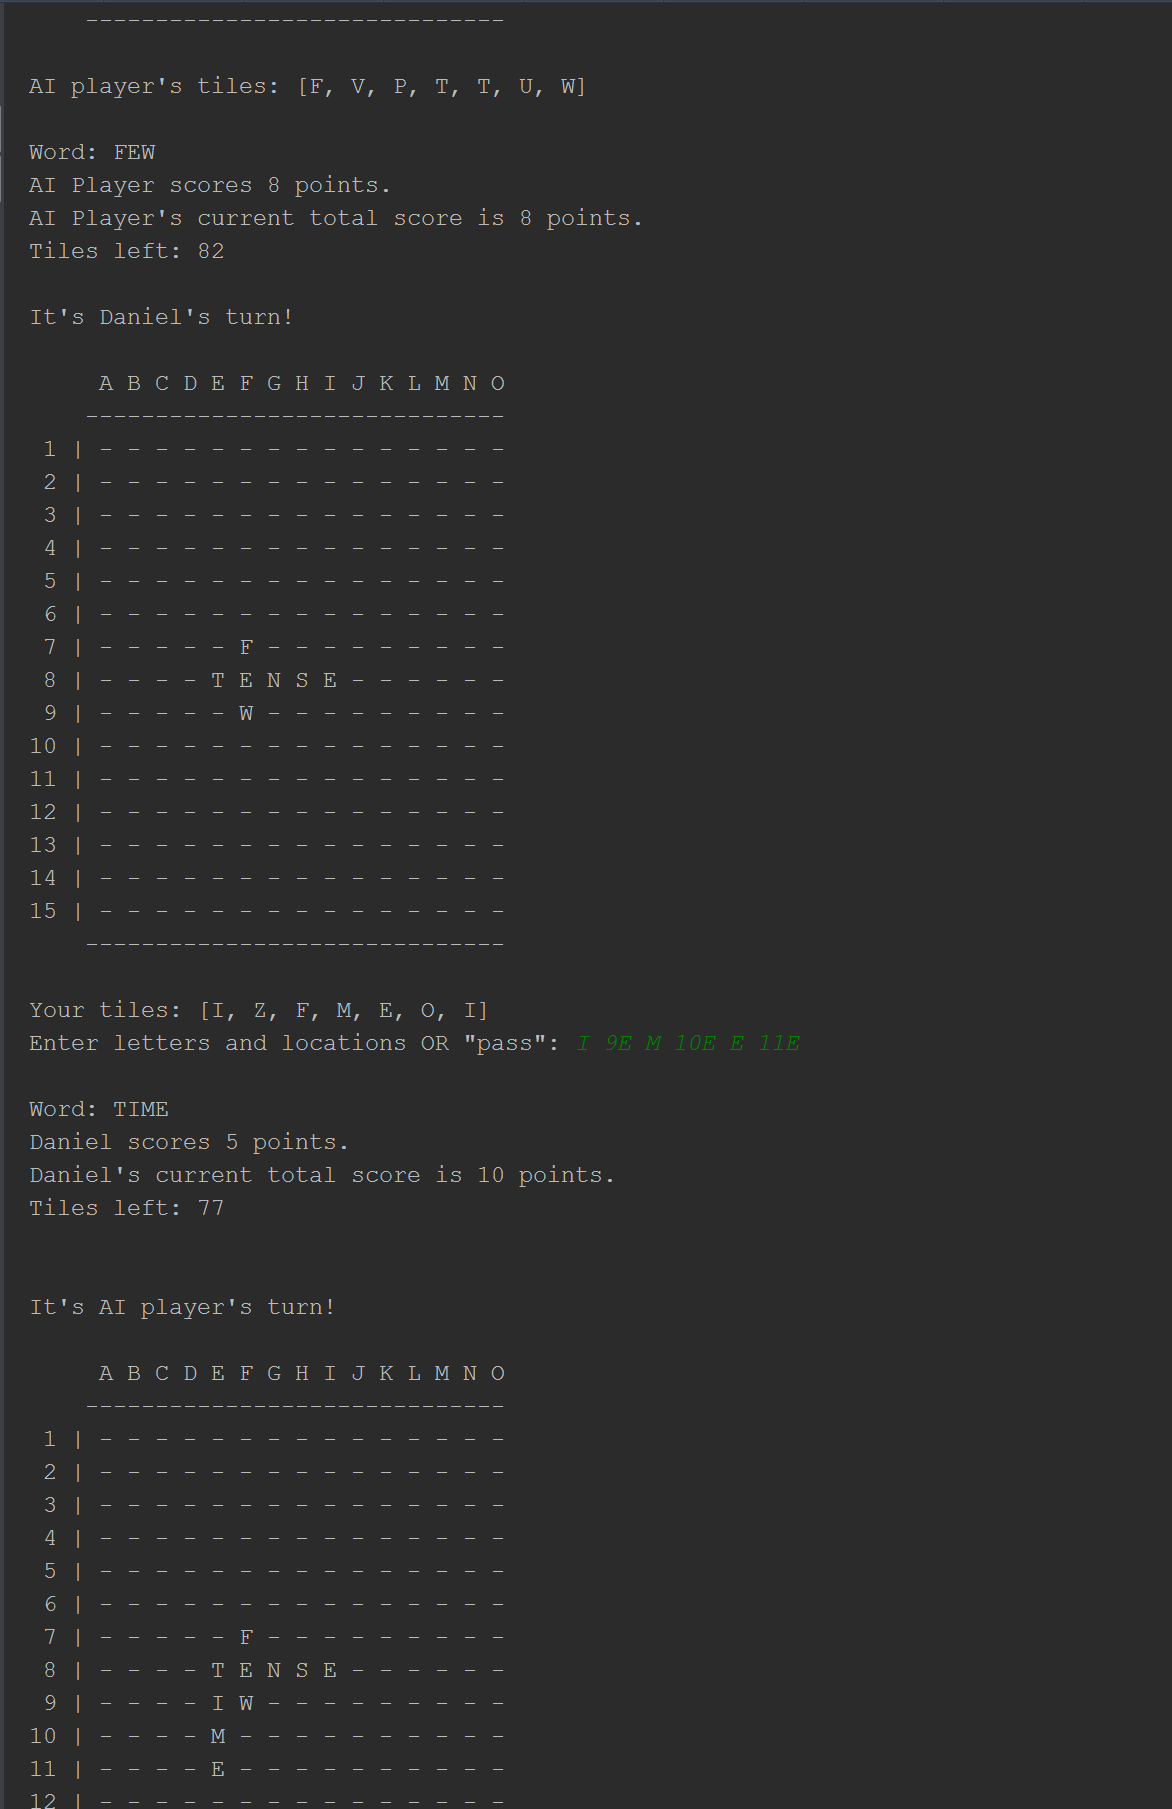 ------------------------------
AI player's tiles: [F, V, P, T, T, U, W]
Word: FEW
AI Player scores 8 points.
AI Player's current total score is 8 points.
Tiles left: 82
It's Daniel's turn!
     A B C D E F G H I J K L M N O
    ------------------------------
 1 | - - - - - - - - - - - - - - -
 2 | - - - - - - - - - - - - - - -
 3 | - - - - - - - - - - - - - - -
 4 | - - - - - - - - - - - - - - -
 5 | - - - - - - - - - - - - - - -
 6 | - - - - - - - - - - - - - - -
 7 | - - - - - F - - - - - - - - -
 8 | - - - - T E N S E - - - - - -
 9 | - - - - - W - - - - - - - - -
10 | - - - - - - - - - - - - - - -
11 | - - - - - - - - - - - - - - -
12 | - - - - - - - - - - - - - - -
13 | - - - - - - - - - - - - - - -
14 | - - - - - - - - - - - - - - -
15 | - - - - - - - - - - - - - - -
    ------------------------------
Your tiles: [I, Z, F, M, E, O, I]
Enter letters and locations OR "pass": I 9E M 10E E 11E
Word: TIME
Daniel scores 5 points.
Daniel's current total score is 10 points.
Tiles left: 77
It's AI player's turn!
     A B C D E F G H I J K L M N O
    ------------------------------
 1 | - - - - - - - - - - - - - - -
 2 | - - - - - - - - - - - - - - -
 3 | - - - - - - - - - - - - - - -
 4 | - - - - - - - - - - - - - - -
 5 | - - - - - - - - - - - - - - -
 6 | - - - - - - - - - - - - - - -
 7 | - - - - - F - - - - - - - - -
 8 | - - - - T E N S E - - - - - -
 9 | - - - - I W - - - - - - - - -
10 | - - - - M - - - - - - - - - -
11 | - - - - E - - - - - - - - - -
12 | - - - - - - - - - - - - - - -